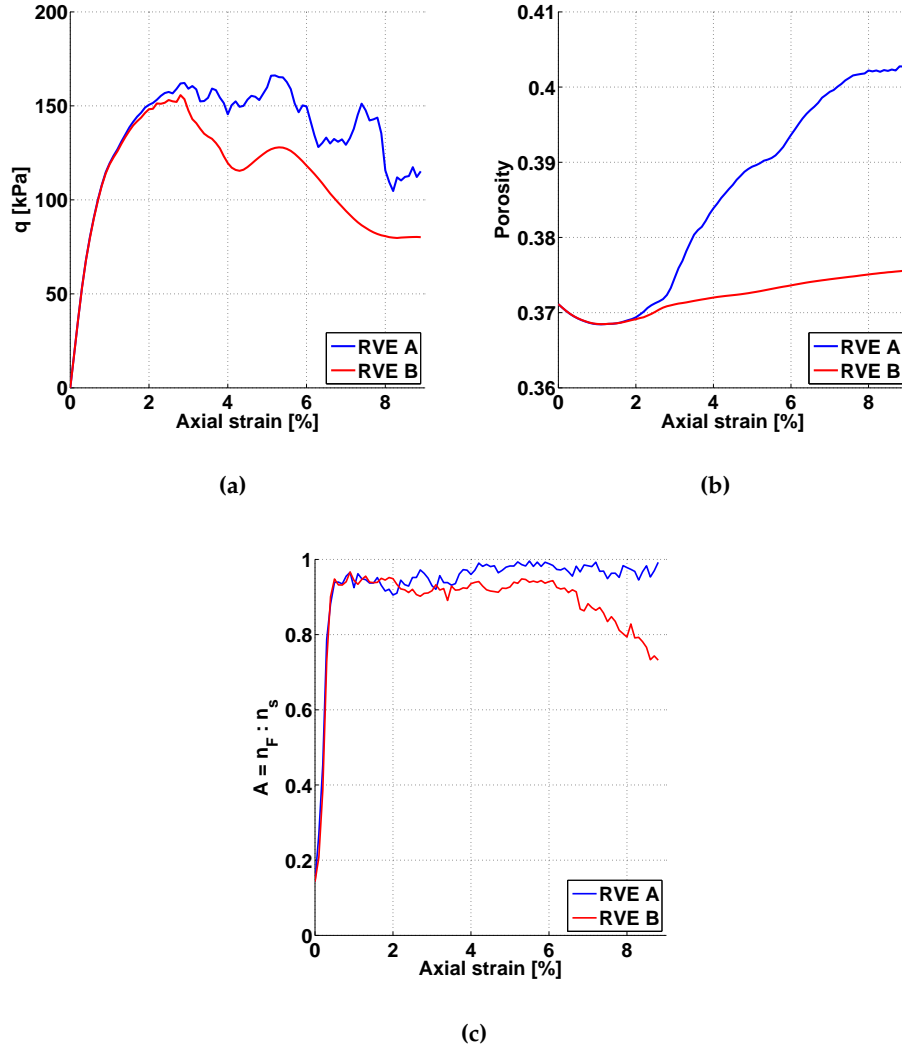 200
150
100
50
0
q [kPa]
0 2 4 6 8
Axial strain [%]
RVE A
RVE B
(a)
0.41
0.4
0.39
0.38
0.37
0.36
Porosity
0 2 4 6 8
Axial strain [%]
RVE A
RVE B
(b)
1
0.8
0.6
0.4
0.2
0
A = n_F : n_s
0 2 4 6 8
Axial strain [%]
RVE A
RVE B
(c)